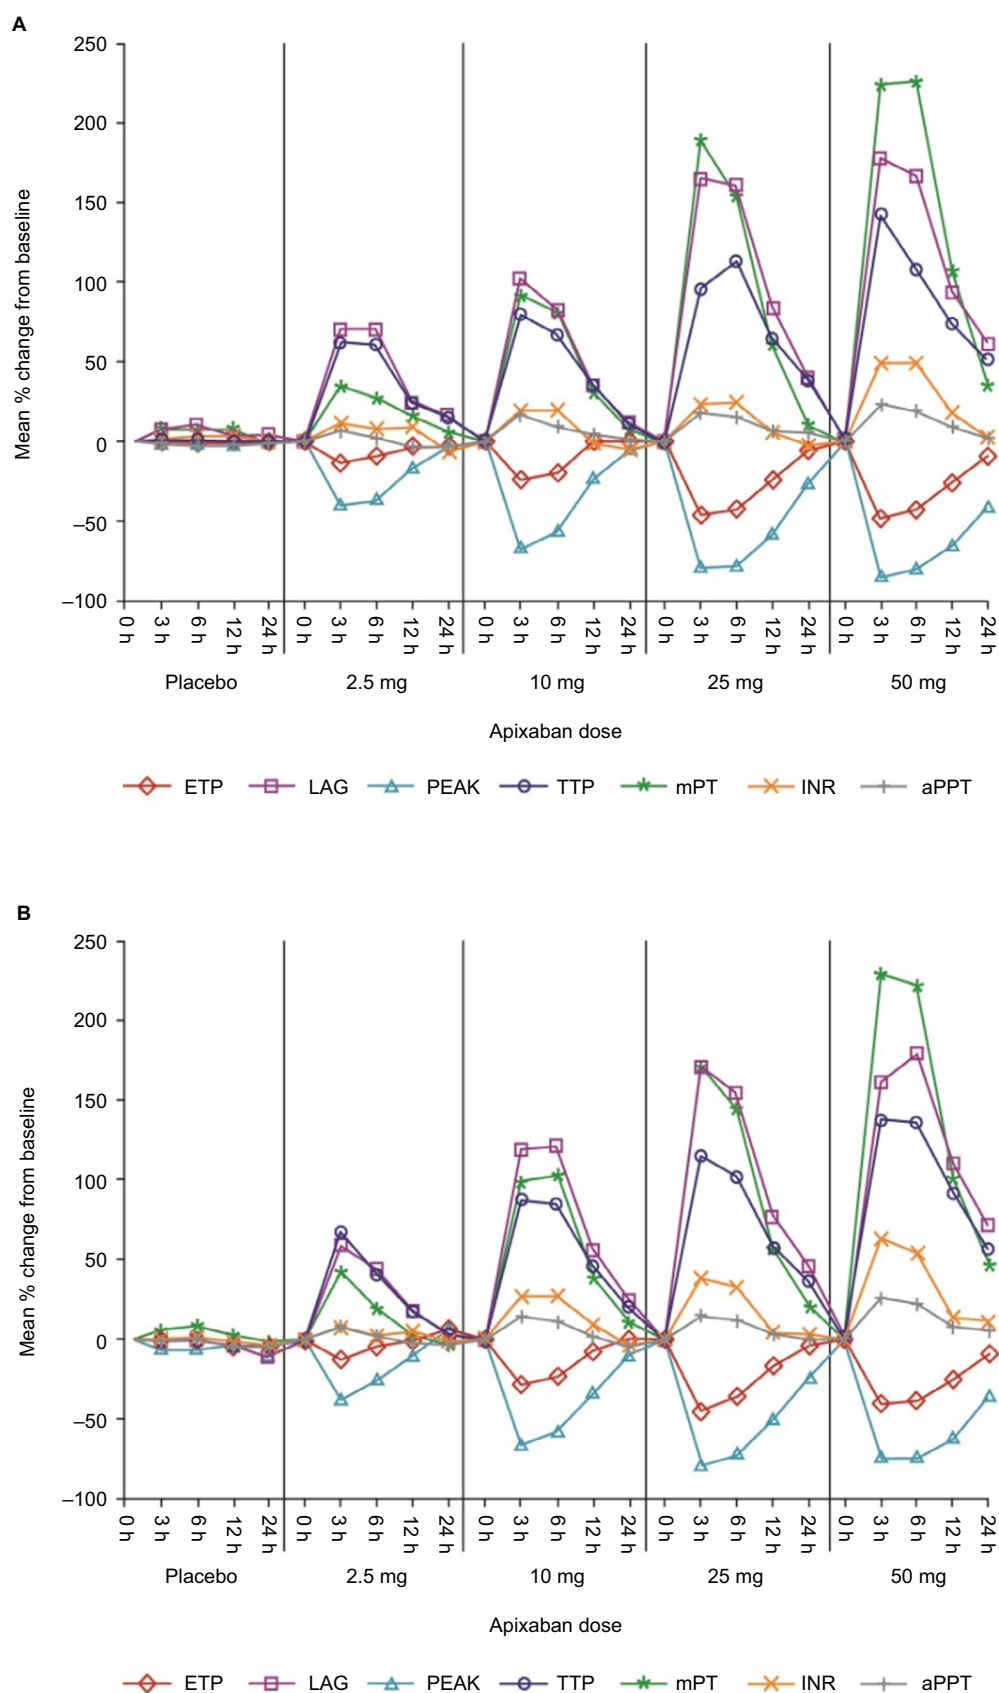 A
250
200
150
100
50
0
–50
–100
Mean % change from baseline
0 h 3 h 6 h 12 h 24 h 0 h 3 h 6 h 12 h 24 h 0 h 3 h 6 h 12 h 24 h 0 h 3 h 6 h 12 h 24 h 0 h 3 h 6 h 12 h 24 h
Placebo 2.5 mg 10 mg 25 mg 50 mg
Apixaban dose
ETP LAG PEAK TTP mPT INR aPPT
B
250
200
150
100
50
0
–50
–100
Mean % change from baseline
0 h 3 h 6 h 12 h 24 h 0 h 3 h 6 h 12 h 24 h 0 h 3 h 6 h 12 h 24 h 0 h 3 h 6 h 12 h 24 h 0 h 3 h 6 h 12 h 24 h
Placebo 2.5 mg 10 mg 25 mg 50 mg
Apixaban dose
ETP LAG PEAK TTP mPT INR aPPT